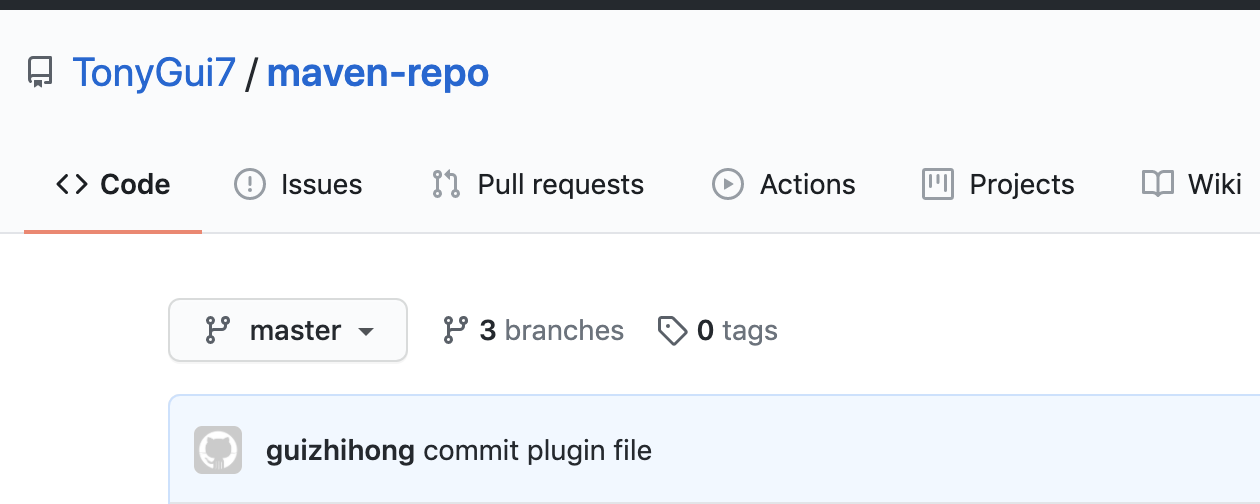 TonyGui7 / maven-repo
Code Issues Pull requests Actions Projects Wiki
master 3 branches 0 tags
guizhihong commit plugin file